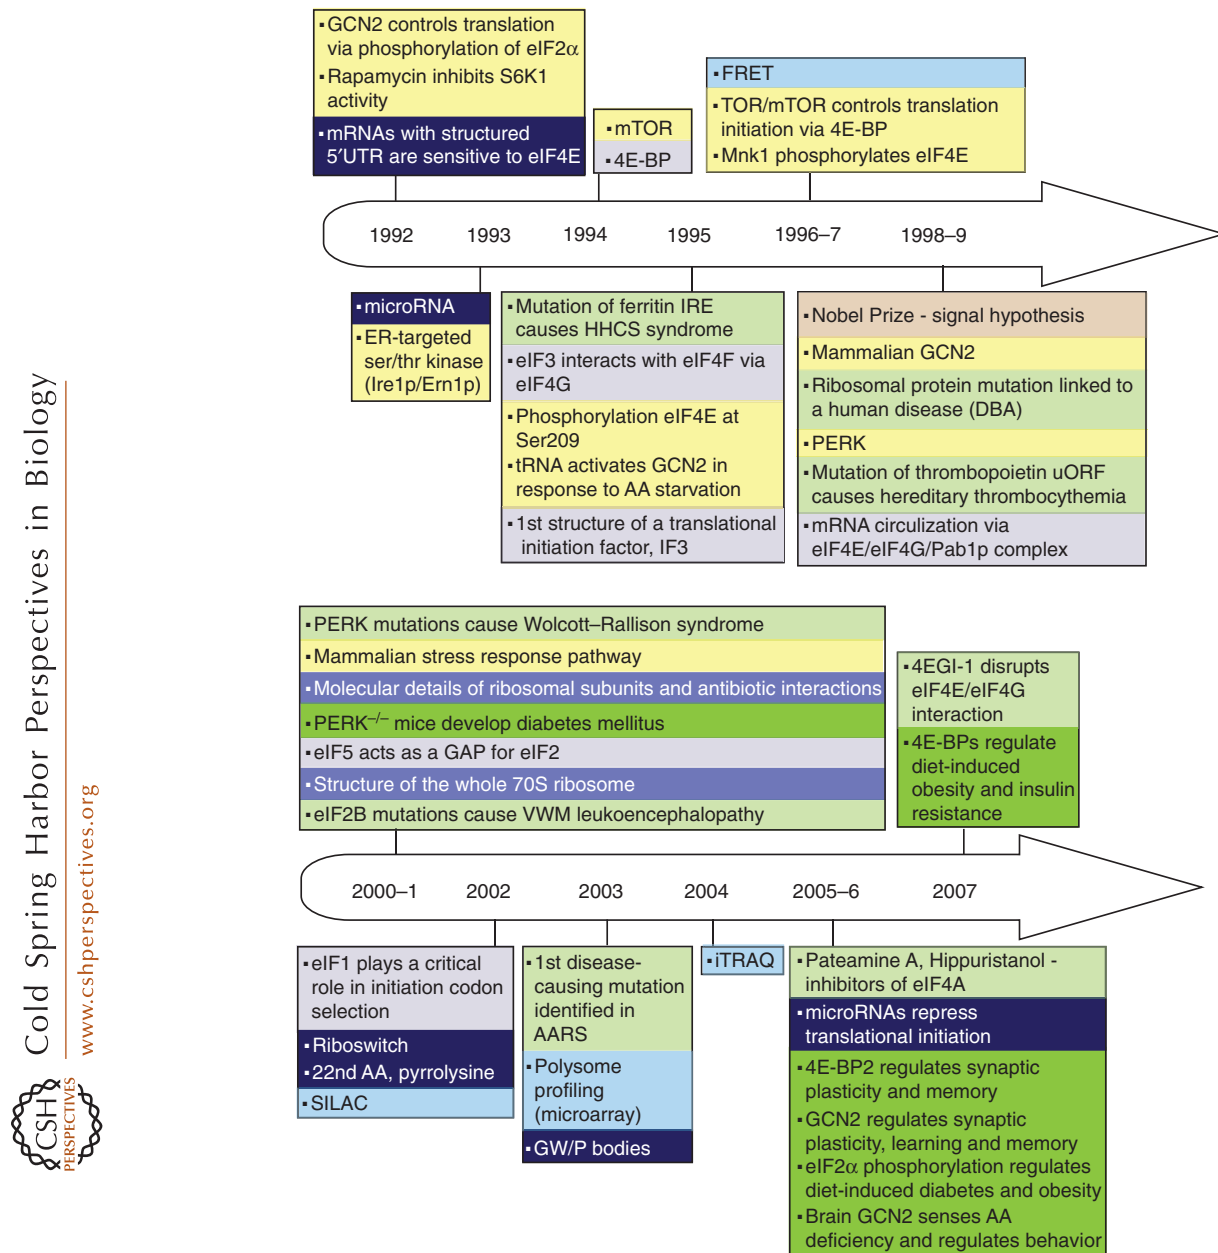 Cold Spring Harbor Perspectives in Biology
www.cshperspectives.org
CSH
PERSPECTIVES
▪GCN2 controls translation
via phosphorylation of eIF2α
▪Rapamycin inhibits S6K1
activity
▪mRNAs with structured
5′UTR are sensitive to eIF4E
▪mTOR
▪4E-BP
▪FRET
▪TOR/mTOR controls translation
initiation via 4E-BP
▪Mnk1 phosphorylates eIF4E
1992 1993 1994 1995 1996–7 1998–9
▪microRNA
▪ER-targeted
ser/thr kinase
(Ire1p/Ern1p)
▪Mutation of ferritin IRE
causes HHCS syndrome
▪eIF3 interacts with eIF4F via
eIF4G
▪Phosphorylation eIF4E at
Ser209
▪tRNA activates GCN2 in
response to AA starvation
▪1st structure of a translational
initiation factor, IF3
▪Nobel Prize - signal hypothesis
▪Mammalian GCN2
▪Ribosomal protein mutation linked to
a human disease (DBA)
▪PERK
▪Mutation of thrombopoietin uORF
causes hereditary thrombocythemia
▪mRNA circulization via
eIF4E/eIF4G/Pab1p complex
▪PERK mutations cause Wolcott–Rallison syndrome
▪Mammalian stress response pathway
▪Molecular details of ribosomal subunits and antibiotic interactions
▪PERK–/– mice develop diabetes mellitus
▪eIF5 acts as a GAP for eIF2
▪Structure of the whole 70S ribosome
▪eIF2B mutations cause VWM leukoencephalopathy
▪4EGI-1 disrupts
eIF4E/eIF4G
interaction
▪4E-BPs regulate
diet-induced
obesity and insulin
resistance
2000–1 2002 2003 2004 2005–6 2007
▪eIF1 plays a critical
role in initiation codon
selection
▪Riboswitch
▪22nd AA, pyrrolysine
▪SILAC
▪1st disease-
causing mutation
identified in
AARS
▪Polysome
profiling
(microarray)
▪GW/P bodies
▪iTRAQ
▪Pateamine A, Hippuristanol -
inhibitors of eIF4A
▪microRNAs repress
translational initiation
▪4E-BP2 regulates synaptic
plasticity and memory
▪GCN2 regulates synaptic
plasticity, learning and memory
▪eIF2α phosphorylation regulates
diet-induced diabetes and obesity
▪Brain GCN2 senses AA
deficiency and regulates behavior